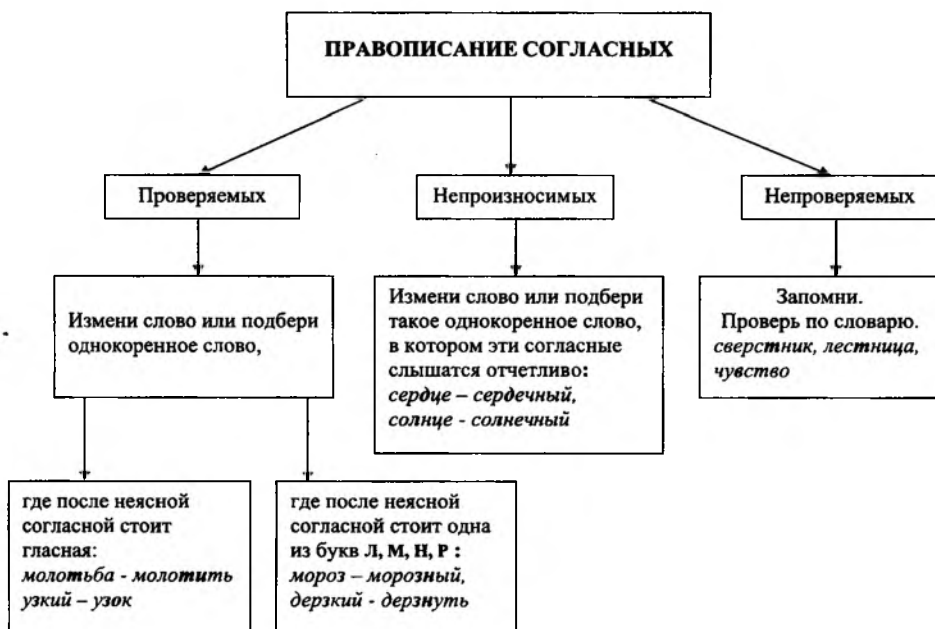 ПРАВОПИСАНИЕ СОГЛАСНЫХ
Проверяемых
Непроизносимых
Непроверяемых
Измени слово или подбери
однокоренное слово,
Измени слово или подбери
такое однокоренное слово,
в котором эти согласные
слышатся отчетливо:
сердце – сердечный,
солнце - солнечный
Запомни.
Проверь по словарю.
сверстник, лестница,
чувство
где после неясной
согласной стоит
гласная:
молотьба - молотить
узкий – узок
где после неясной
согласной стоит одна
из букв Л, М, Н, Р :
мороз – морозный,
дерзкий - дерзнуть